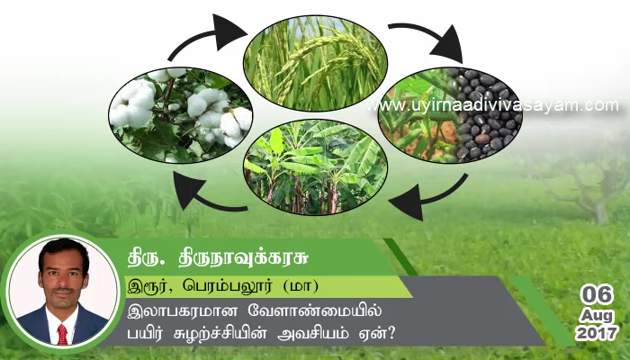 www.uyirnaadivivasayam.com
திரு. திருநாவுக்கரசு
இரூர், பெரம்பலூர் (மா)
இலாபகரமான வேளாண்மையில்
பயிர் சுழற்ச்சியின் அவசியம் ஏன்?
06
Aug
2017